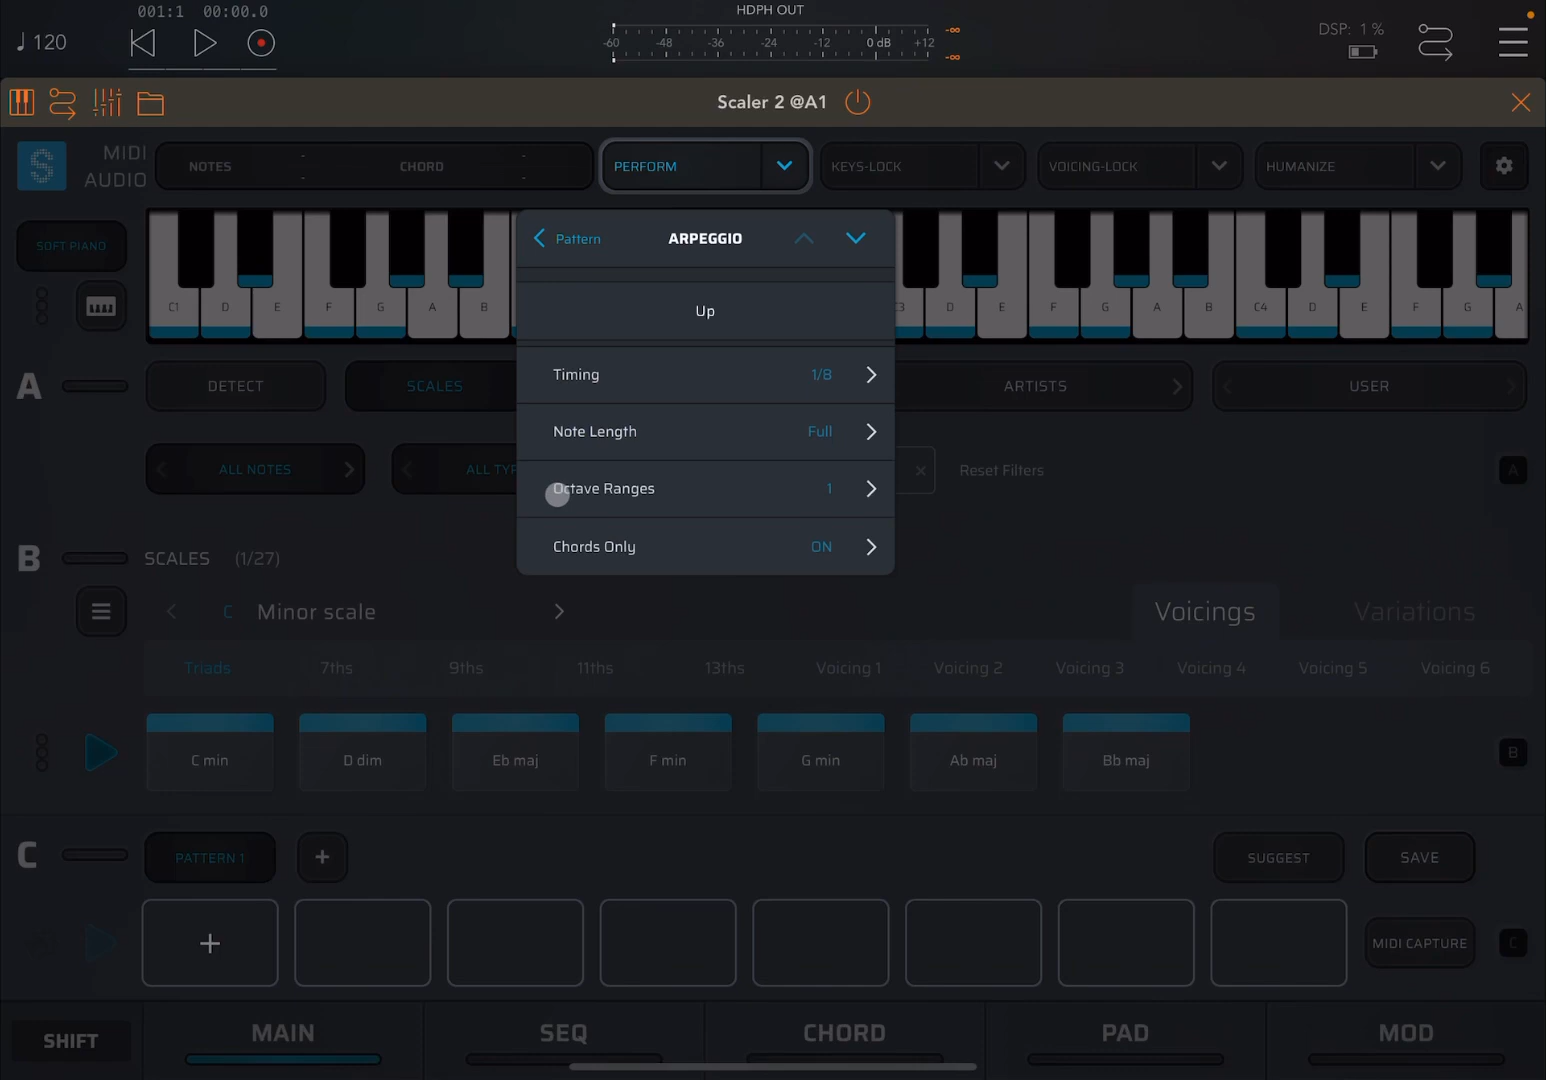 001:1 00:00.0
HDPH OUT
♩ 120
-60 -48 -36 -24 -12 0 dB +12
-∞
-∞
DSP: 1 %
Scaler 2 @A1
S
MIDI
AUDIO
NOTES - - CHORD - -
PERFORM
KEYS-LOCK
VOICING-LOCK
HUMANIZE
SOFT PIANO
C1 D E F G A B
C3 D E F G A B C4 D E F G A
Pattern ARPEGGIO
Up
Timing 1/8
Note Length Full
Octave Ranges 1
Chords Only ON
A DETECT SCALES ARTISTS USER
ALL NOTES ALL TYP × Reset Filters A
B SCALES (1/27)
C Minor scale Voicings Variations
Triads 7ths 9ths 11ths 13ths Voicing 1 Voicing 2 Voicing 3 Voicing 4 Voicing 5 Voicing 6
C min D dim Eb maj F min G min Ab maj Bb maj B
C PATTERN 1 + SUGGEST SAVE
+ MIDI CAPTURE C
SHIFT MAIN SEQ CHORD PAD MOD